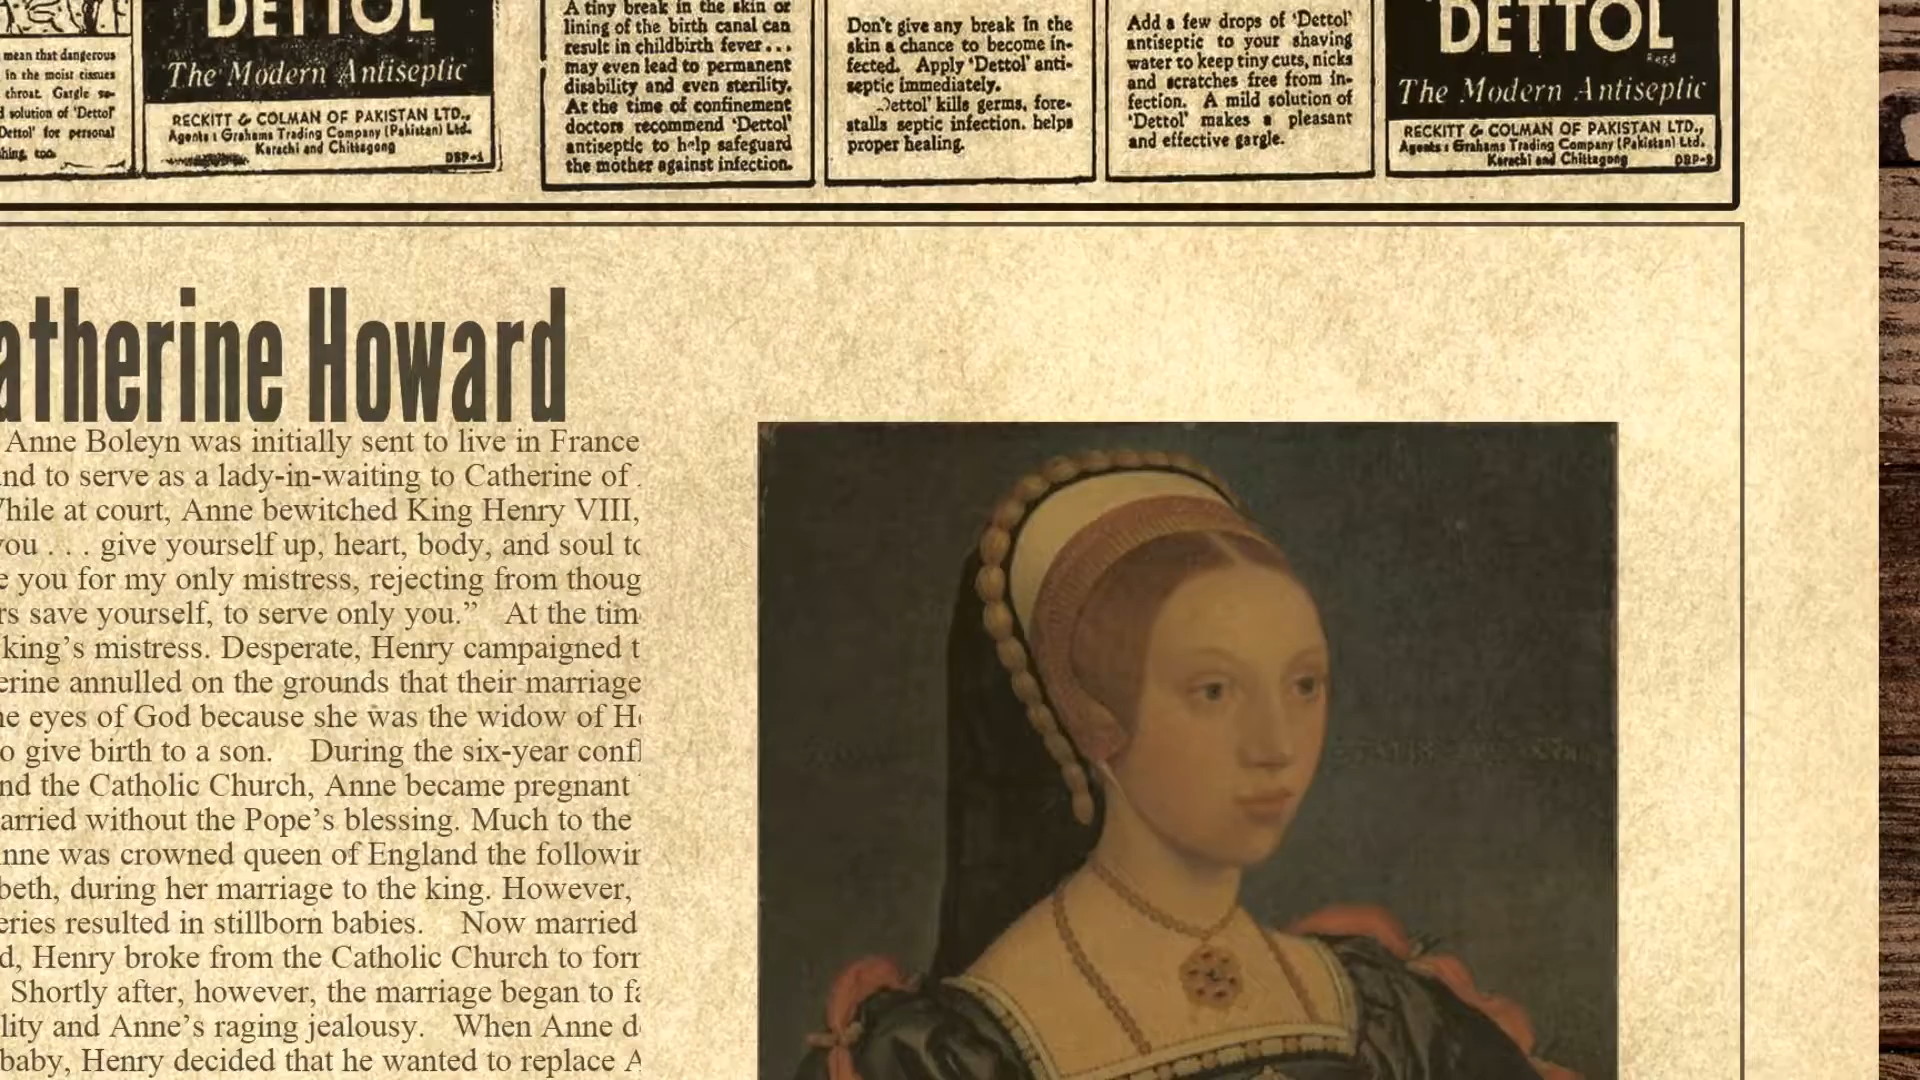 mean that dangerous
in the moist tissues
throat. Gargle
solution of 'Dettol'
Dettol' for personal
too.
DETTOL
The Modern Antiseptic
RECKITT & COLMAN OF PAKISTAN LTD.,
Agents : Grahams Trading Company (Pakistan) Ltd.
Karachi and Chittagong
DBP-1
A tiny break in the skin or
lining of the birth canal can
result in childbirth fever...
may even lead to permanent
disability and even sterility.
At the time of confinement
doctors recommend 'Dettol'
antiseptic to help safeguard
the mother against infection.
Don't give any break in the
skin a chance to become in-
fected. Apply 'Dettol' anti-
septic immediately.
Dettol' kills germs, fore-
stalls septic infection. helps
proper healing.
Add a few drops of 'Dettol'
antiseptic to your shaving
water to keep tiny cuts, nicks
and scratches free from in-
fection. A mild solution of
'Dettol' makes a pleasant
and effective gargle.
DETTOL
Regd
The Modern Antiseptic
RECKITT & COLMAN OF PAKISTAN LTD.,
Agents : Grahams Trading Company (Pakistan) Ltd.
Karachi and Chittagong
atherine Howard
Anne Boleyn was initially sent to live in France
nd to serve as a lady-in-waiting to Catherine of
hile at court, Anne bewitched King Henry VIII,
you . . . give yourself up, heart, body, and soul to
e you for my only mistress, rejecting from thoug
rs save yourself, to serve only you.” At the tim
king’s mistress. Desperate, Henry campaigned t
erine annulled on the grounds that their marriage
he eyes of God because she was the widow of H
o give birth to a son. During the six-year confl
nd the Catholic Church, Anne became pregnant
arried without the Pope’s blessing. Much to the
nne was crowned queen of England the followin
beth, during her marriage to the king. However,
eries resulted in stillborn babies. Now married
d, Henry broke from the Catholic Church to for
Shortly after, however, the marriage began to fa
lity and Anne’s raging jealousy. When Anne d
baby, Henry decided that he wanted to replace A